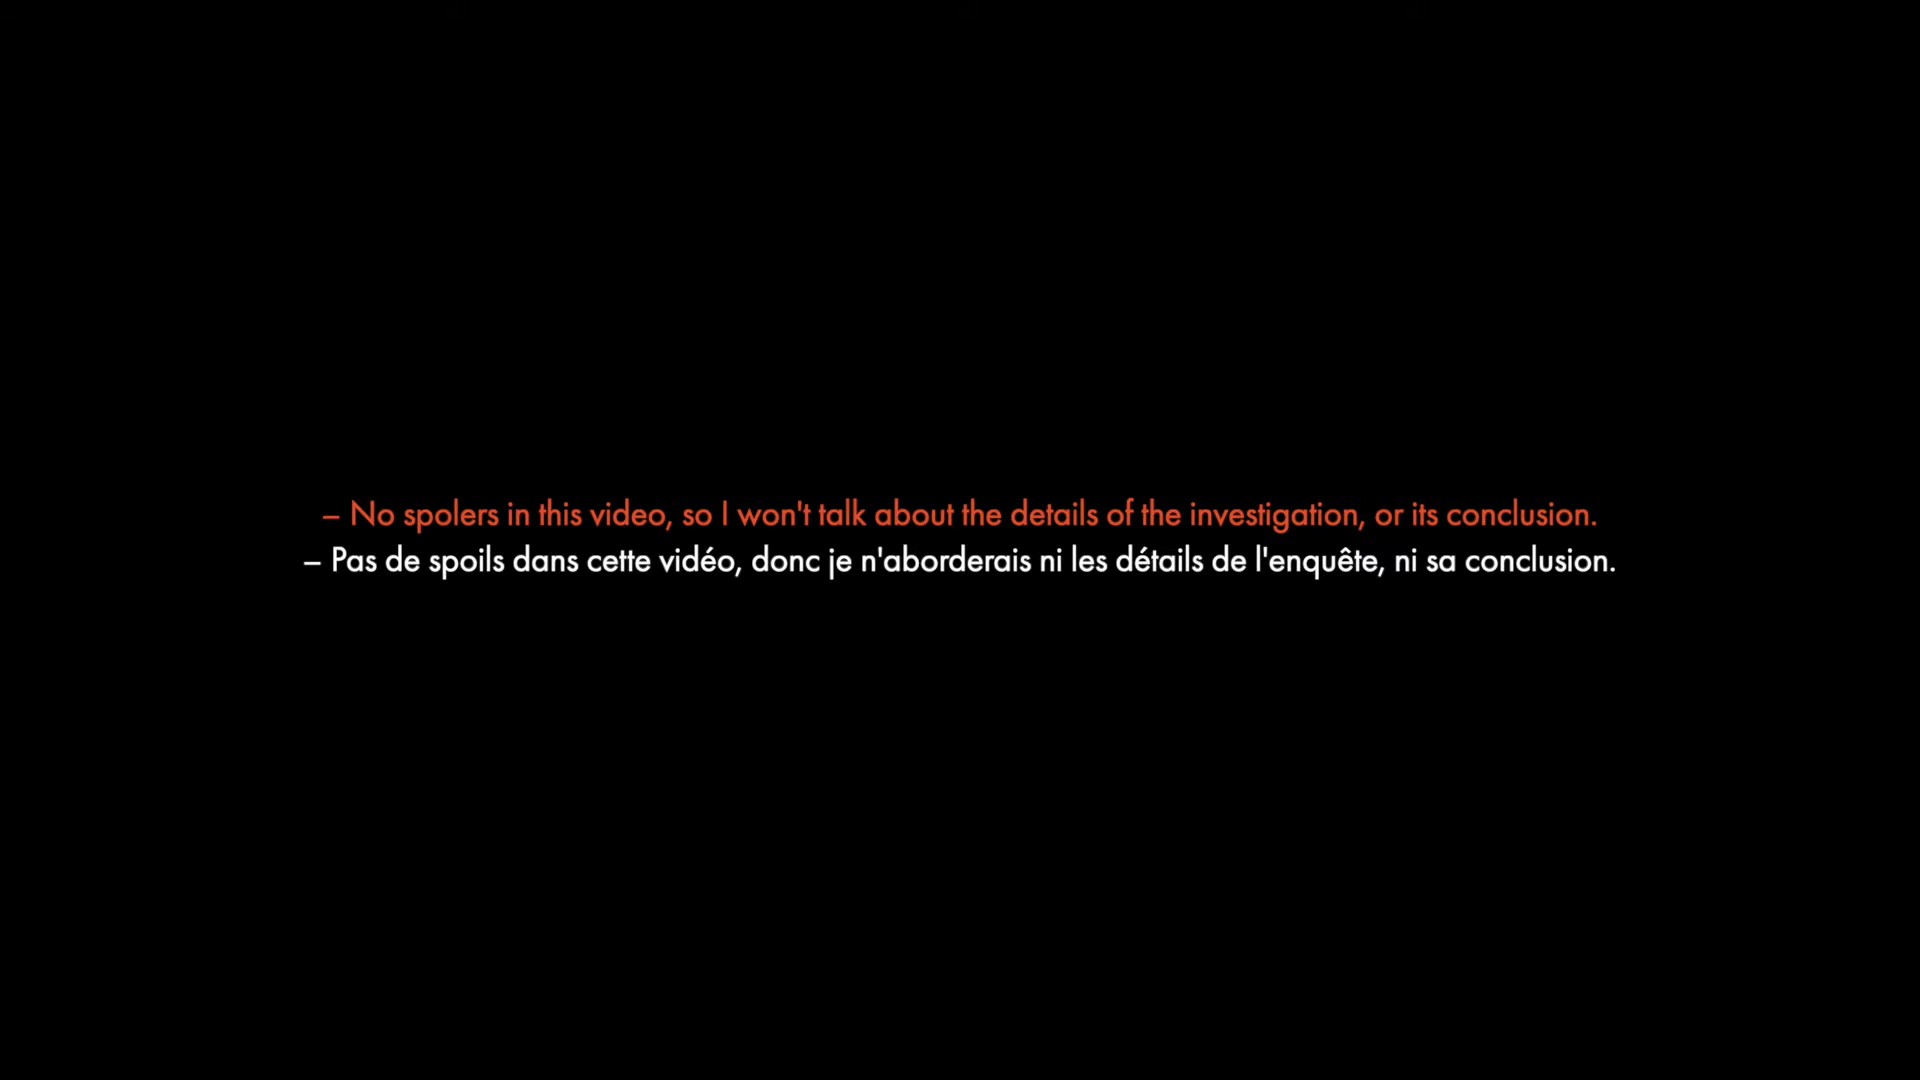 – No spolers in this video, so I won't talk about the details of the investigation, or its conclusion.
– Pas de spoils dans cette vidéo, donc je n'aborderais ni les détails de l'enquête, ni sa conclusion.